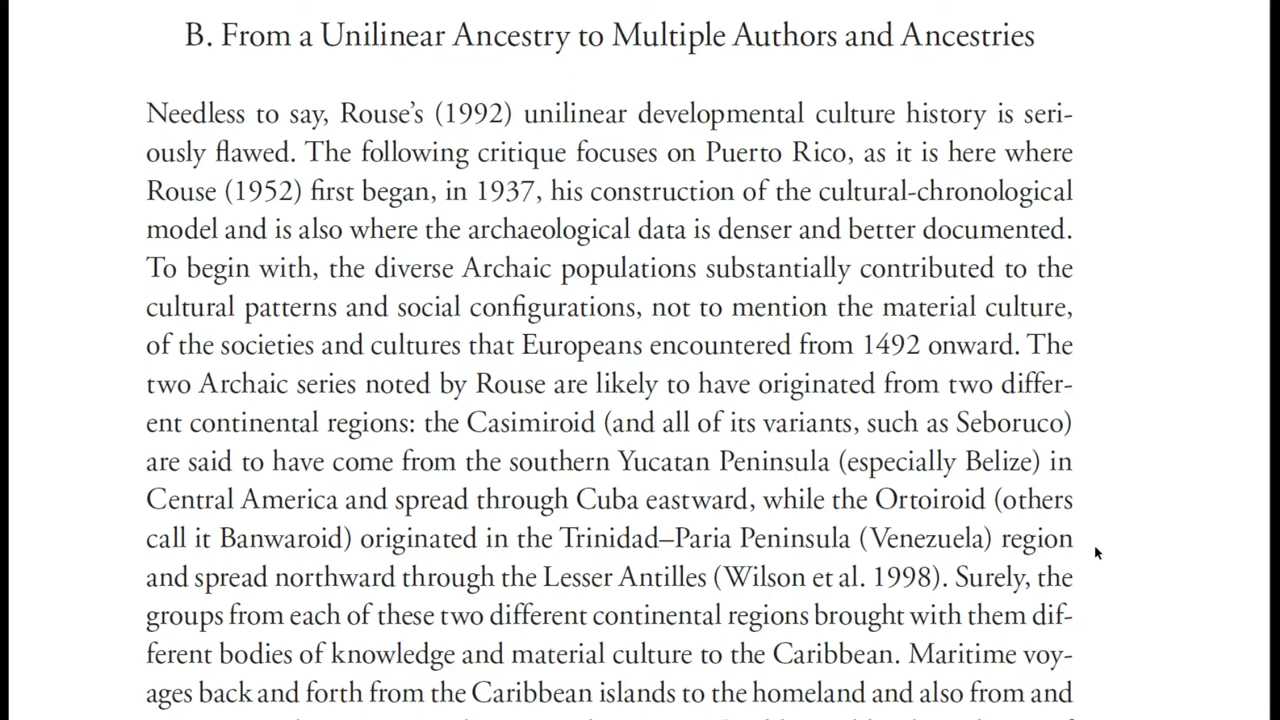 B. From a Unilinear Ancestry to Multiple Authors and Ancestries
Needless to say, Rouse's (1992) unilinear developmental culture history is seri-
ously flawed. The following critique focuses on Puerto Rico, as it is here where
Rouse (1952) first began, in 1937, his construction of the cultural-chronological
model and is also where the archaeological data is denser and better documented.
To begin with, the diverse Archaic populations substantially contributed to the
cultural patterns and social configurations, not to mention the material culture,
of the societies and cultures that Europeans encountered from 1492 onward. The
two Archaic series noted by Rouse are likely to have originated from two differ-
ent continental regions: the Casimiroid (and all of its variants, such as Seboruco)
are said to have come from the southern Yucatan Peninsula (especially Belize) in
Central America and spread through Cuba eastward, while the Ortoiroid (others
call it Banwaroid) originated in the Trinidad–Paria Peninsula (Venezuela) region
and spread northward through the Lesser Antilles (Wilson et al. 1998). Surely, the
groups from each of these two different continental regions brought with them dif-
ferent bodies of knowledge and material culture to the Caribbean. Maritime voy-
ages back and forth from the Caribbean islands to the homeland and also from and